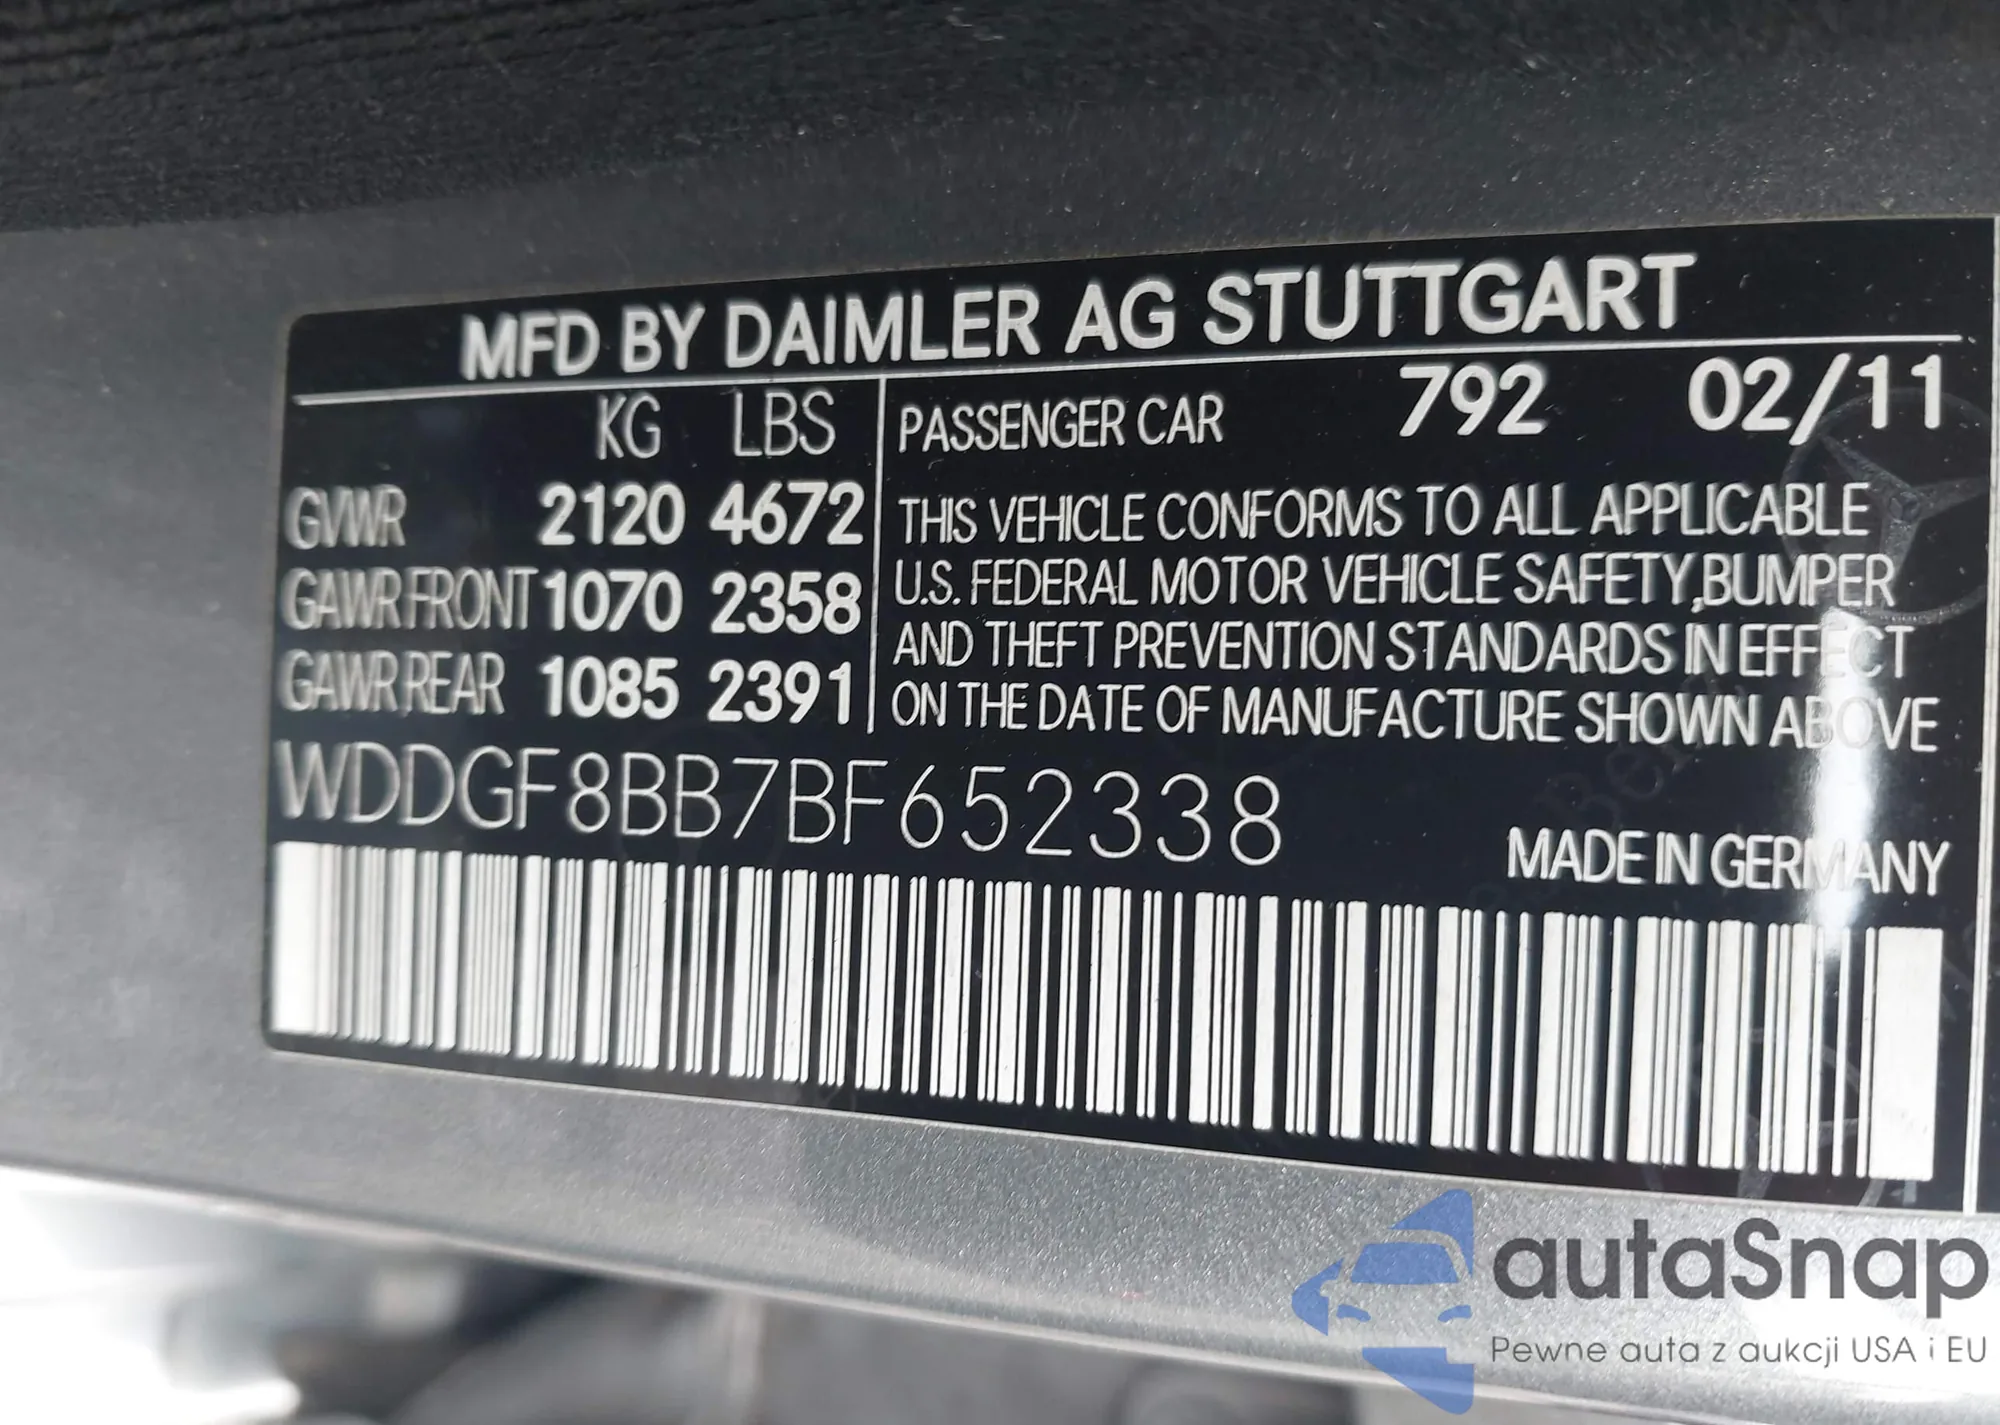 MFD BY DAIMLER AG STUTTGART
KG LBS
GVWR 2120 4672
GAWR FRONT 1070 2358
GAWR REAR 1085 2391
PASSENGER CAR 792 02/11
THIS VEHICLE CONFORMS TO ALL APPLICABLE
U.S. FEDERAL MOTOR VEHICLE SAFETY,BUMPER
AND THEFT PREVENTION STANDARDS IN EFFECT
ON THE DATE OF MANUFACTURE SHOWN ABOVE
WDDGF8BB7BF652338
MADE IN GERMANY
autaSnap
Pewne auta z aukcji USA i EU